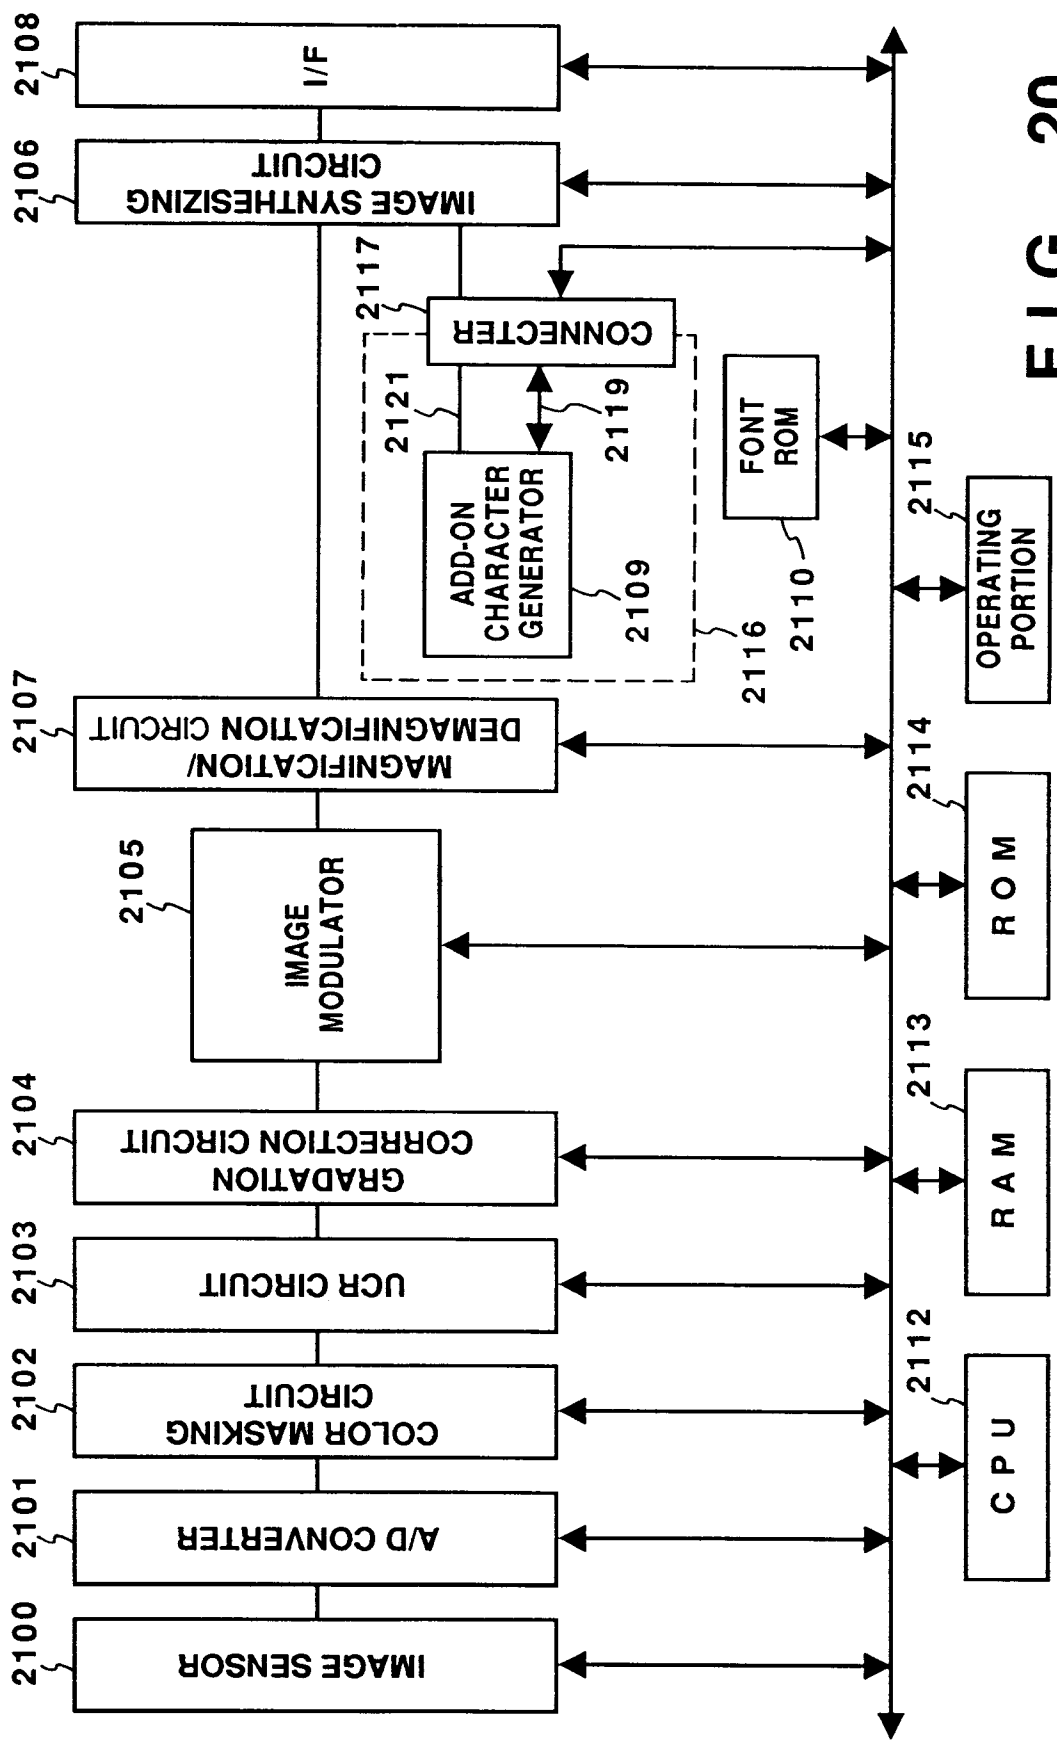 2100
IMAGE SENSOR
2101
A/D CONVERTER
2102
COLOR MASKING
CIRCUIT
2103
UCR CIRCUIT
2104
GRADATION
CORRECTION CIRCUIT
2105
IMAGE
MODULATOR
2107
MAGNIFICATION/
DEMAGNIFICATION CIRCUIT
2106
IMAGE SYNTHESIZING
CIRCUIT
2108
I/F
2117
CONNECTER
2121
2119
ADD-ON
CHARACTER
GENERATOR
2109
2116
FONT
ROM
2110
2112
CPU
2113
RAM
2114
ROM
2115
OPERATING
PORTION
FIG. 20